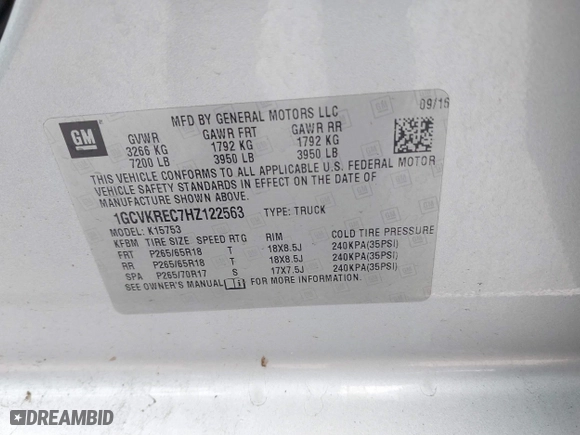 MFD BY GENERAL MOTORS LLC
09/16
GM
GVWR GAWR FRT GAWR RR
3266 KG 1792 KG 1792 KG
7200 LB 3950 LB 3950 LB
THIS VEHICLE CONFORMS TO ALL APPLICABLE U.S. FEDERAL MOTOR
VEHICLE SAFETY STANDARDS IN EFFECT ON THE DATE OF
MANUFACTURE SHOWN ABOVE.
1GCVKREC7HZ122563 TYPE: TRUCK
MODEL: K15753
KFBM TIRE SIZE SPEED RTG RIM COLD TIRE PRESSURE
FRT P265/65R18 T 18X8.5J 240KPA(35PSI)
RR P265/65R18 T 18X8.5J 240KPA(35PSI)
SPA P265/70R17 S 17X7.5J 240KPA(35PSI)
SEE OWNER'S MANUAL FOR ADDITIONAL INFORMATION.
DREAMBID